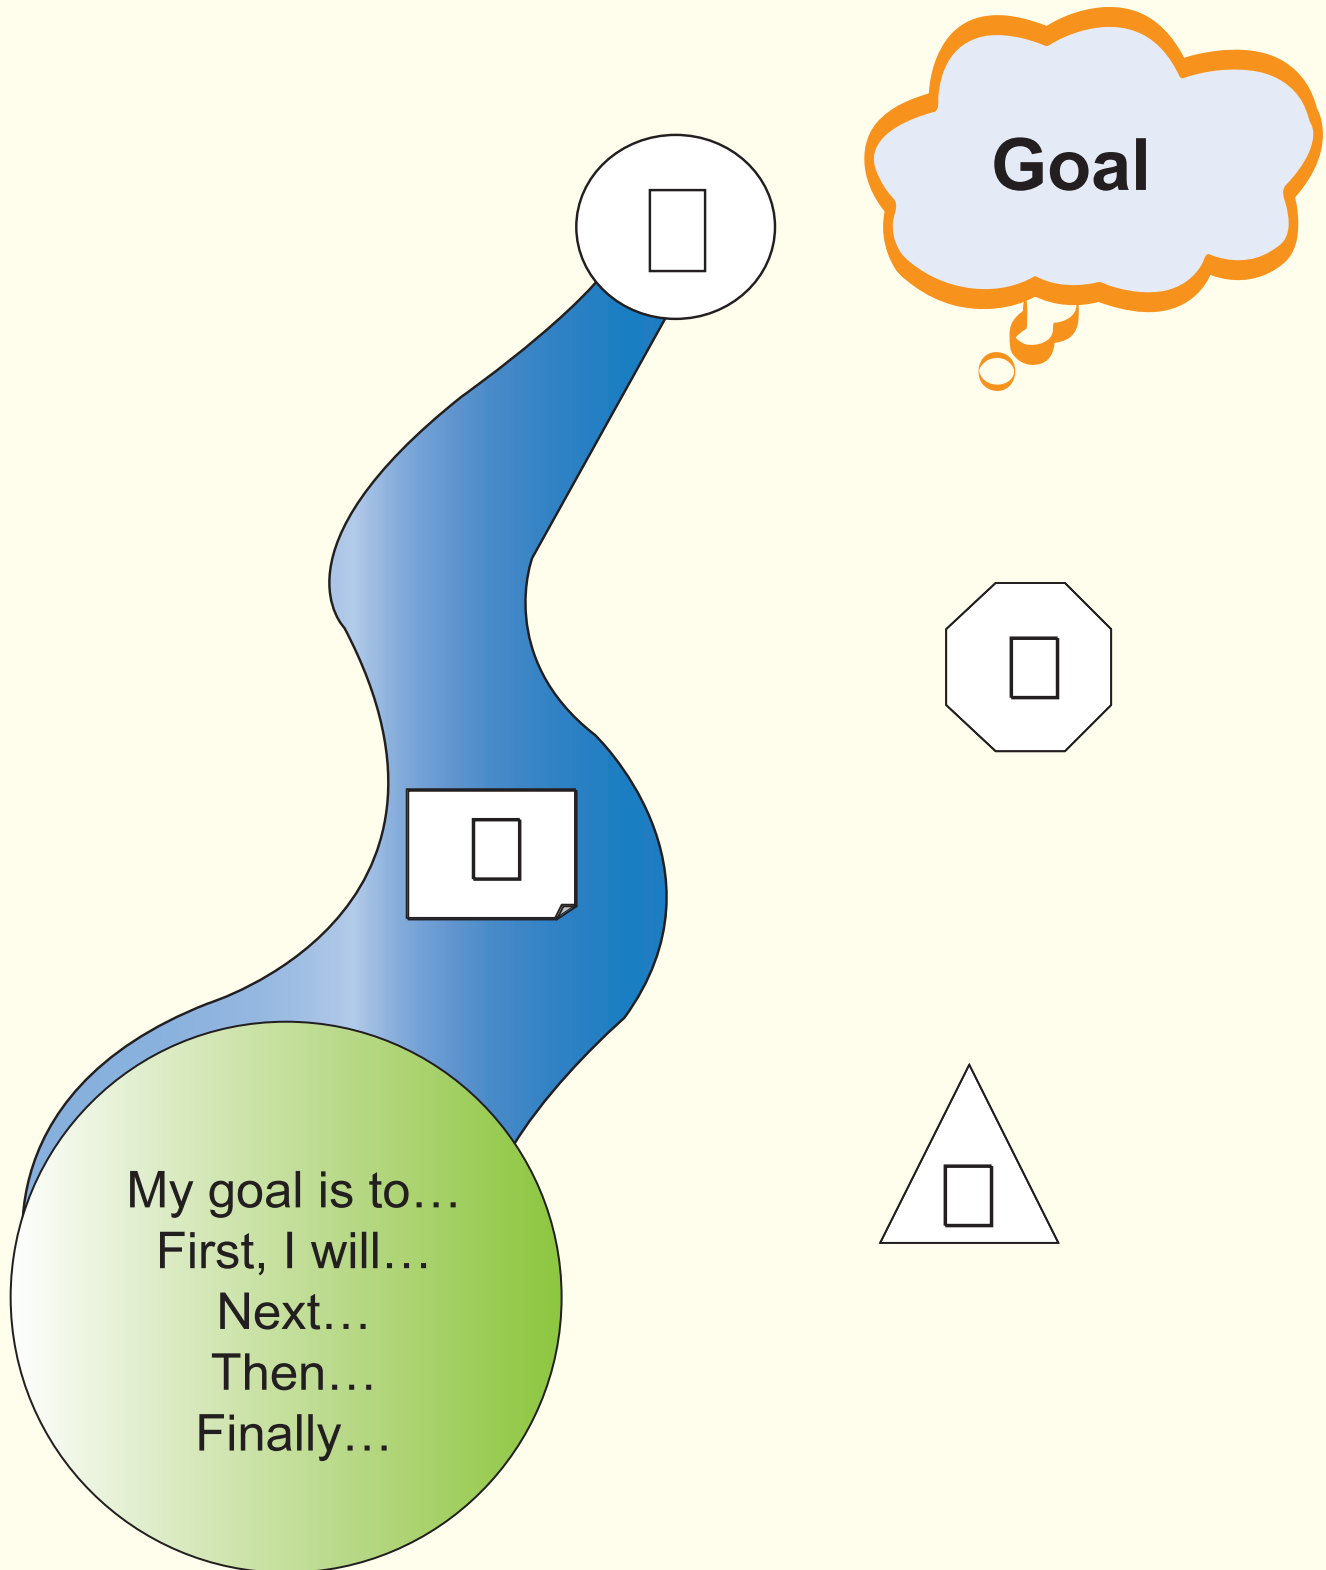 Goal
My goal is to…
First, I will…
Next…
Then…
Finally…